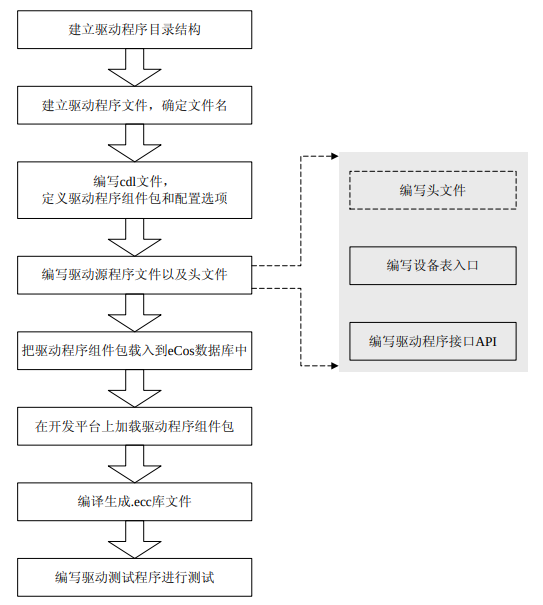 建立驱动程序目录结构
建立驱动程序文件，确定文件名
编写cdl文件，
定义驱动程序组件包和配置选项
编写驱动源程序文件以及头文件
把驱动程序组件包载入到eCos数据库中
在开发平台上加载驱动程序组件包
编译生成.ecc库文件
编写驱动测试程序进行测试
编写头文件
编写设备表入口
编写驱动程序接口API